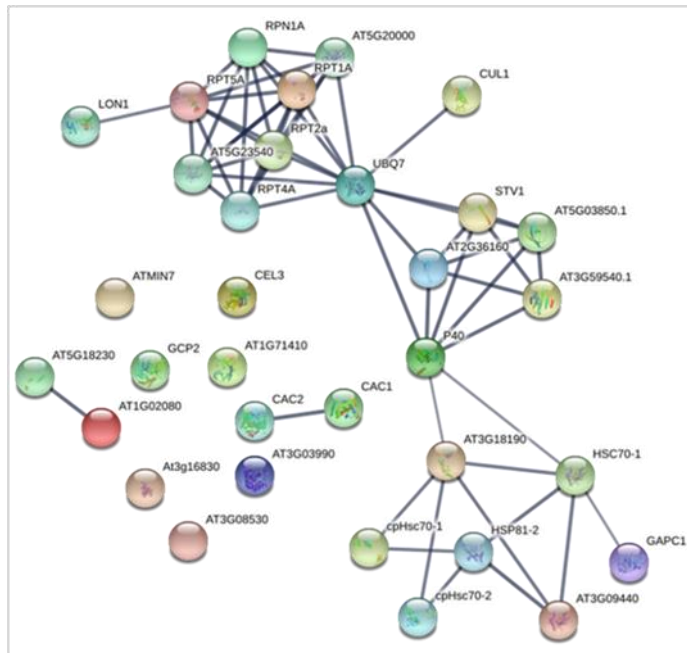 RPN1A
AT5G20000
RPT5A
RPT1A
CUL1
LON1
RPT2a
AT5G23540
UBQ7
RPT4A
STV1
AT5G03850.1
AT2G36160
AT3G59540.1
ATMIN7
CEL3
P40
AT5G18230
GCP2
AT1G71410
CAC2
CAC1
AT1G02080
AT3G18190
HSC70-1
At3g16830
AT3G03990
AT3G08530
cpHsc70-1
HSP81-2
GAPC1
cpHsc70-2
AT3G09440